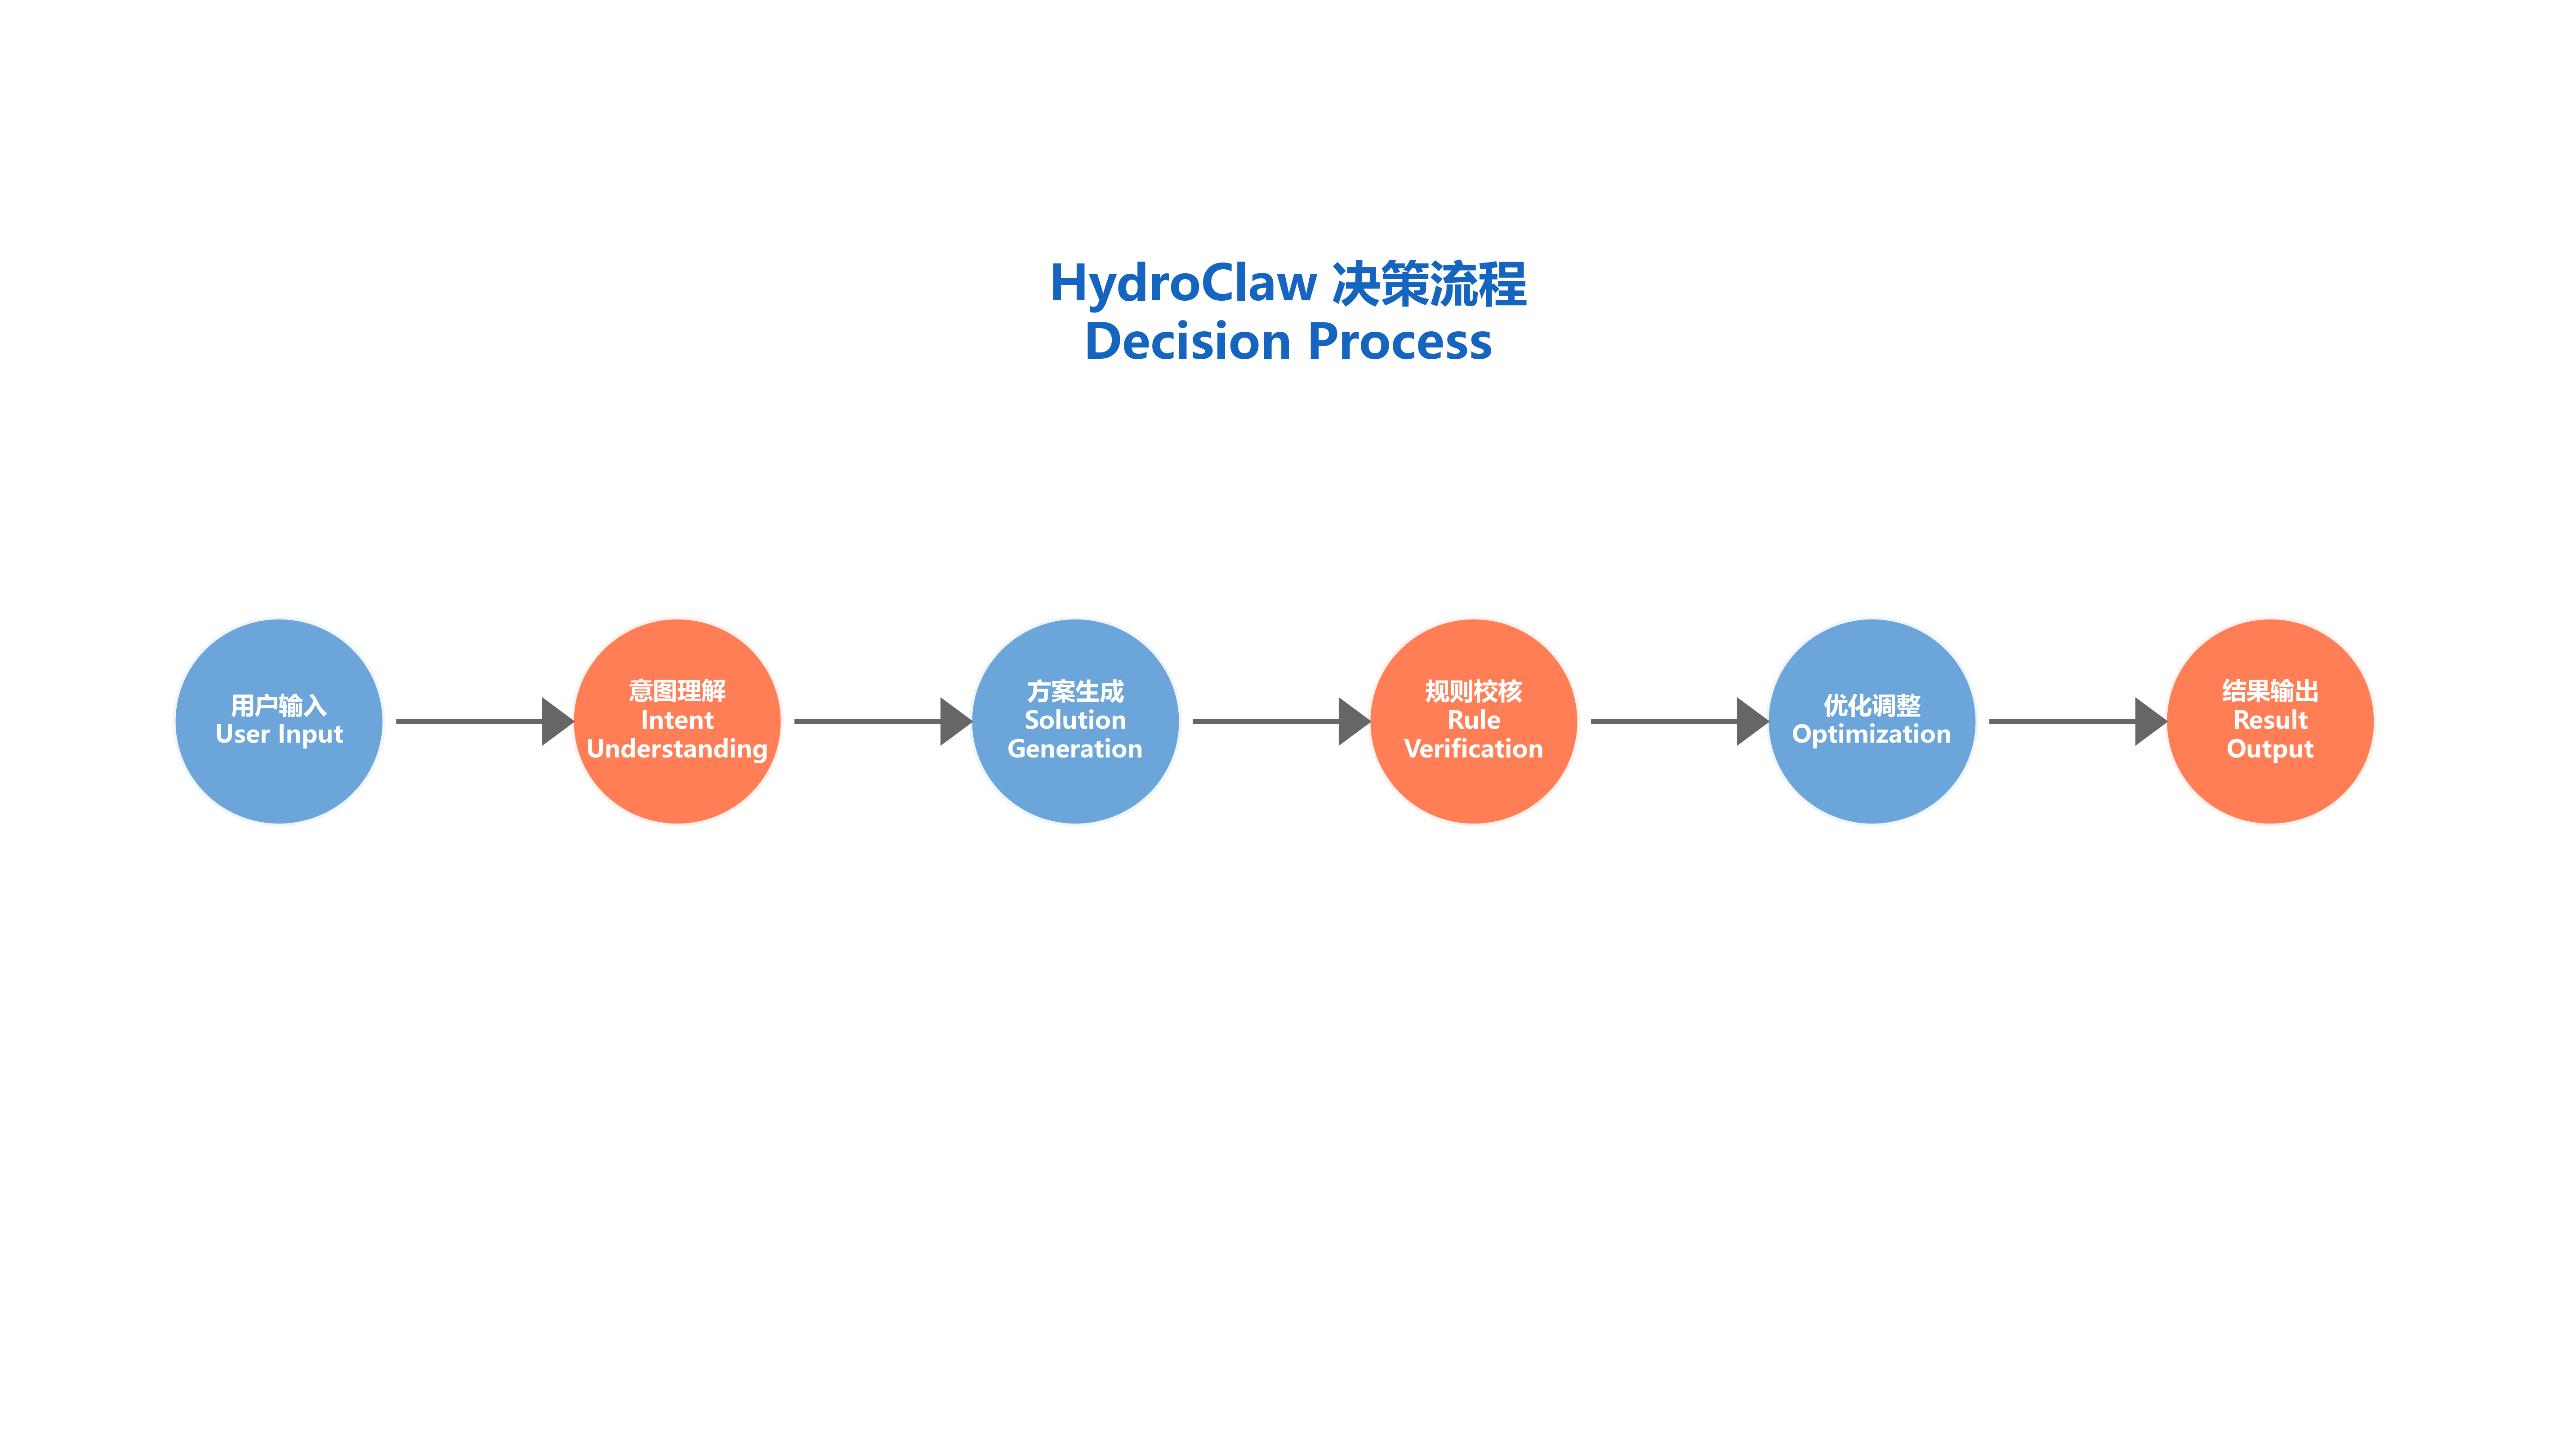 HydroClaw 决策流程
Decision Process
用户输入
User Input
意图理解
Intent
Understanding
方案生成
Solution
Generation
规则校核
Rule
Verification
优化调整
Optimization
结果输出
Result
Output